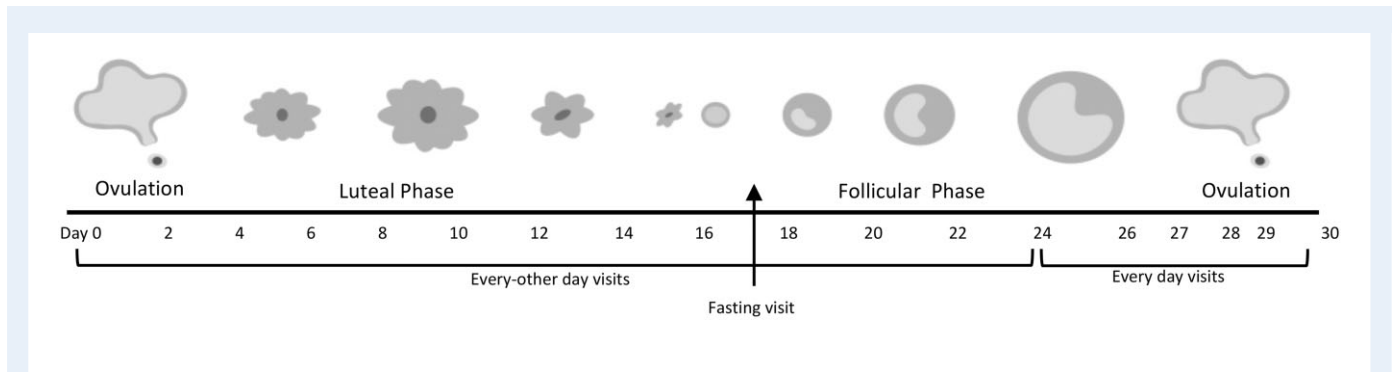 Ovulation Luteal Phase Follicular Phase Ovulation
Day 0 2 4 6 8 10 12 14 16 18 20 22 24 26 27 28 29 30
Every-other day visits Every day visits
Fasting visit